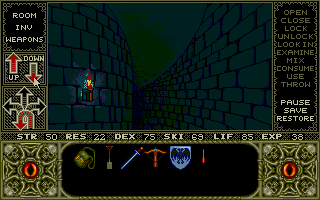 ROOM
INV
WEAPONS
UP
DOWN
OPEN
CLOSE
LOCK
UNLOCK
LOOK IN
EXAMINE
MIX
CONSUME
USE
THROW
PAUSE
SAVE
RESTORE
STR 50 RES 22 DEX 75 SKI 69 LIF 85 EXP 38